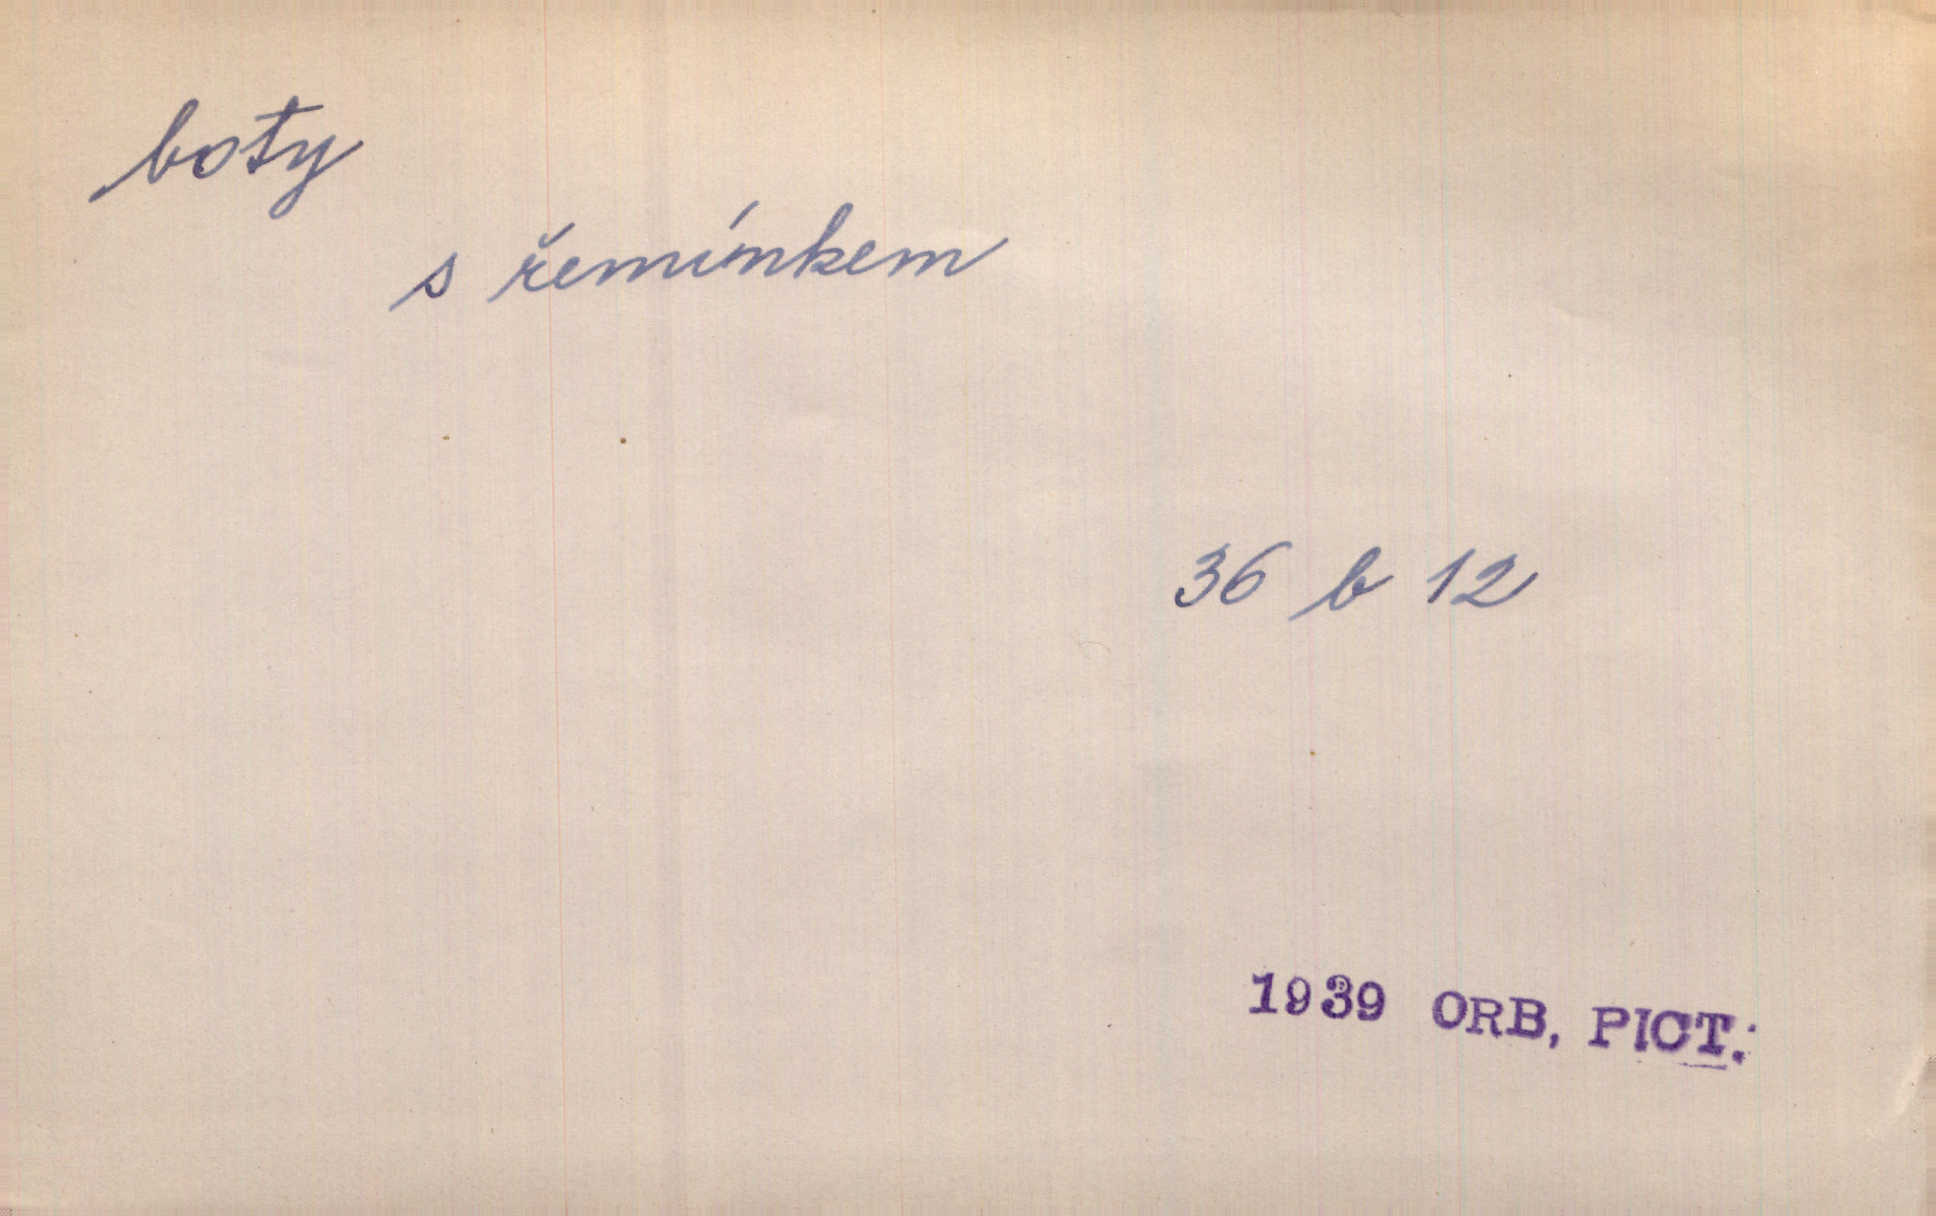 boty
s řemínkem
36 b 12
1939 ORB, PICT.